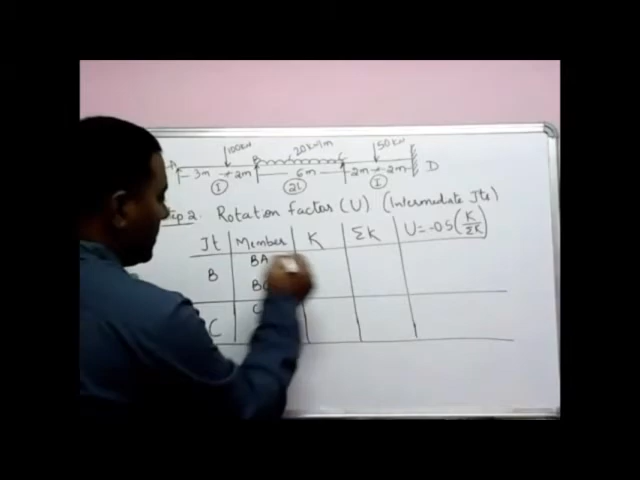 100kN 20kN/m 50kN
A B C
3m 2m 6m 2m 2m D
I 2I I
2. Rotation factor (U) (Intermediate Jts)
Jt Member K ΣK U = -0.5 (K/ΣK)
BA
B
C